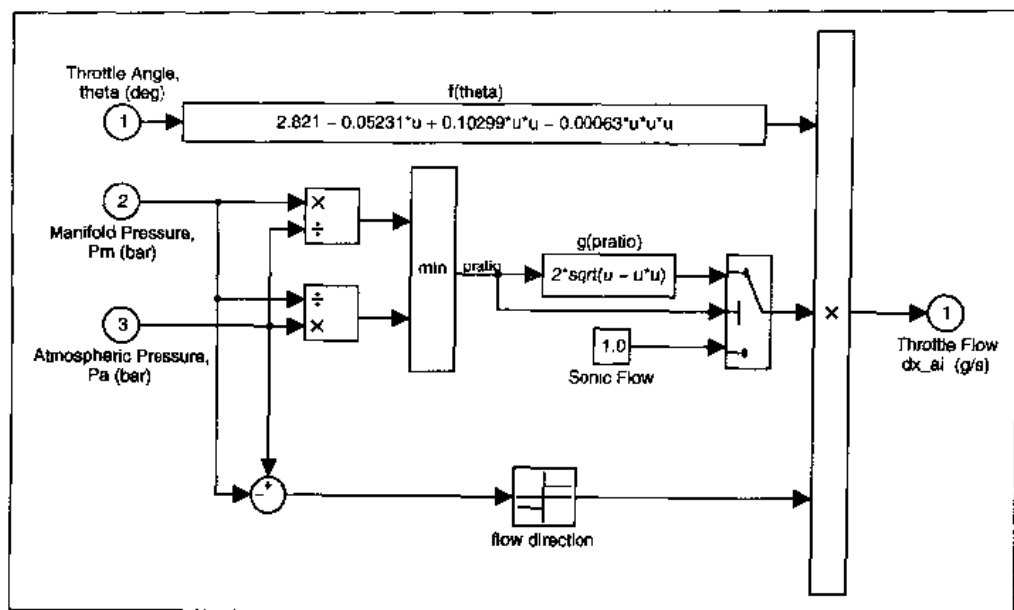 Throttle Angle,
theta (deg)
1
f(theta)
2.821 − 0.05231*u + 0.10299*u*u − 0.00063*u*u*u
2
Manifold Pressure,
Pm (bar)
×
÷
min
pratio
g(pratio)
2*sqrt(u − u*u)
÷
×
3
Atmospheric Pressure,
Pa (bar)
1.0
Sonic Flow
×
1
Throttle Flow
dx_ai (g/s)
− +
flow direction